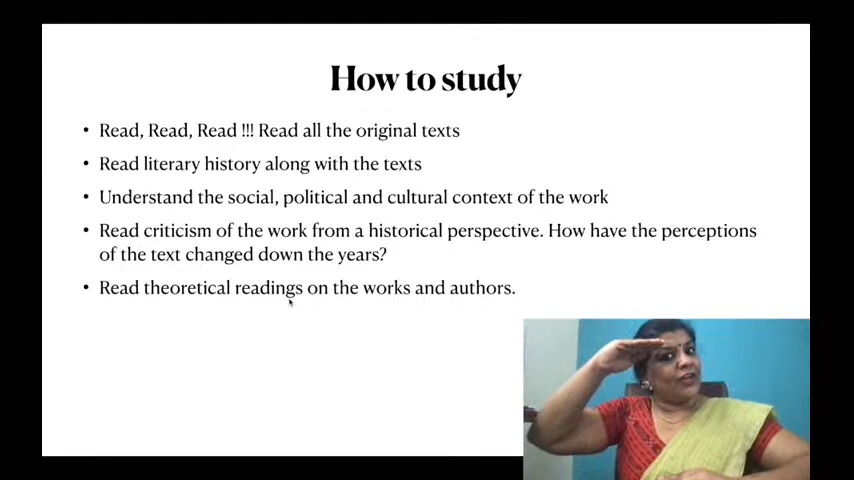 How to study
• Read, Read, Read !!! Read all the original texts
• Read literary history along with the texts
• Understand the social, political and cultural context of the work
• Read criticism of the work from a historical perspective. How have the perceptions
of the text changed down the years?
• Read theoretical readings on the works and authors.